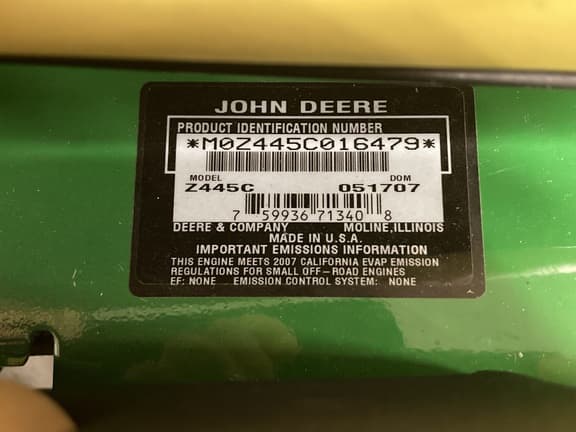 JOHN DEERE
PRODUCT IDENTIFICATION NUMBER
*M0Z445C016479*
MODEL DOM
Z445C 051707
7 59936 71340 8
DEERE & COMPANY MOLINE, ILLINOIS
MADE IN U.S.A.
IMPORTANT EMISSIONS INFORMATION
THIS ENGINE MEETS 2007 CALIFORNIA EVAP EMISSION
REGULATIONS FOR SMALL OFF-ROAD ENGINES
EF: NONE EMISSION CONTROL SYSTEM: NONE